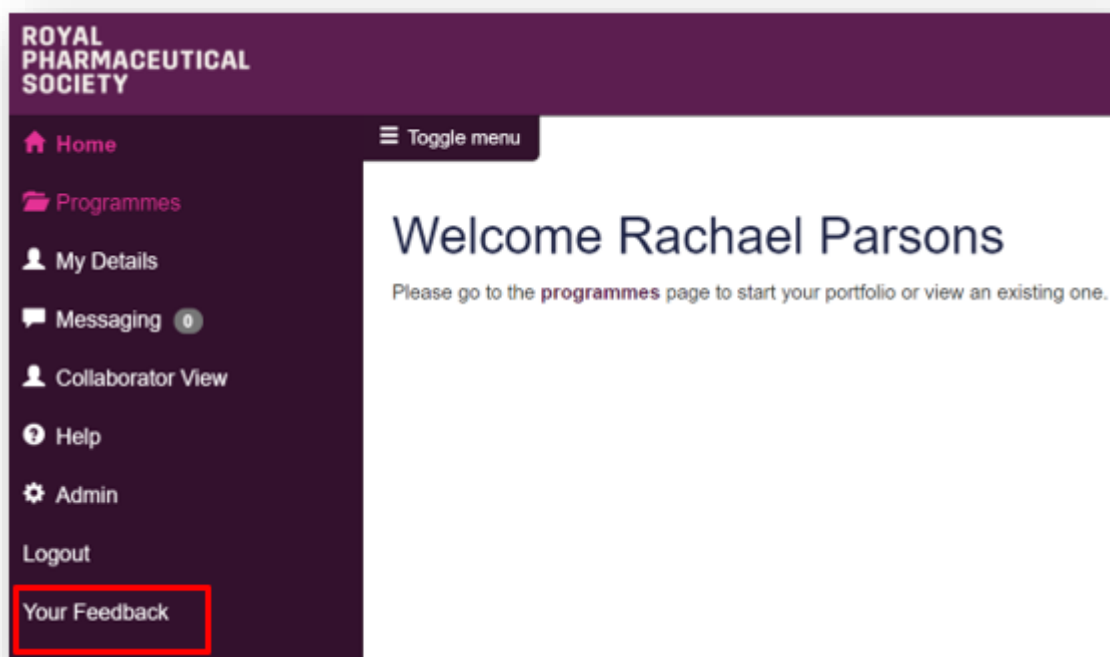 ROYAL
PHARMACEUTICAL
SOCIETY
Home
Programmes
My Details
Messaging 0
Collaborator View
Help
Admin
Logout
Your Feedback
Toggle menu
Welcome Rachael Parsons
Please go to the programmes page to start your portfolio or view an existing one.